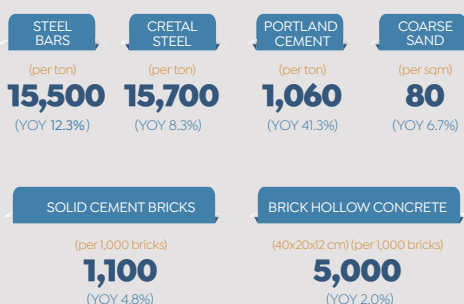 STEEL BARS
(per ton)
15,500
(YOY 12.3%)
CRETAL STEEL
(per ton)
15,700
(YOY 8.3%)
PORTLAND CEMENT
(per ton)
1,060
(YOY 41.3%)
COARSE SAND
(per sqm)
80
(YOY 6.7%)
SOLID CEMENT BRICKS
(per 1,000 bricks)
1,100
(YOY 4.8%)
BRICK HOLLOW CONCRETE
(40x20x12 cm) (per 1,000 bricks)
5,000
(YOY 2.0%)